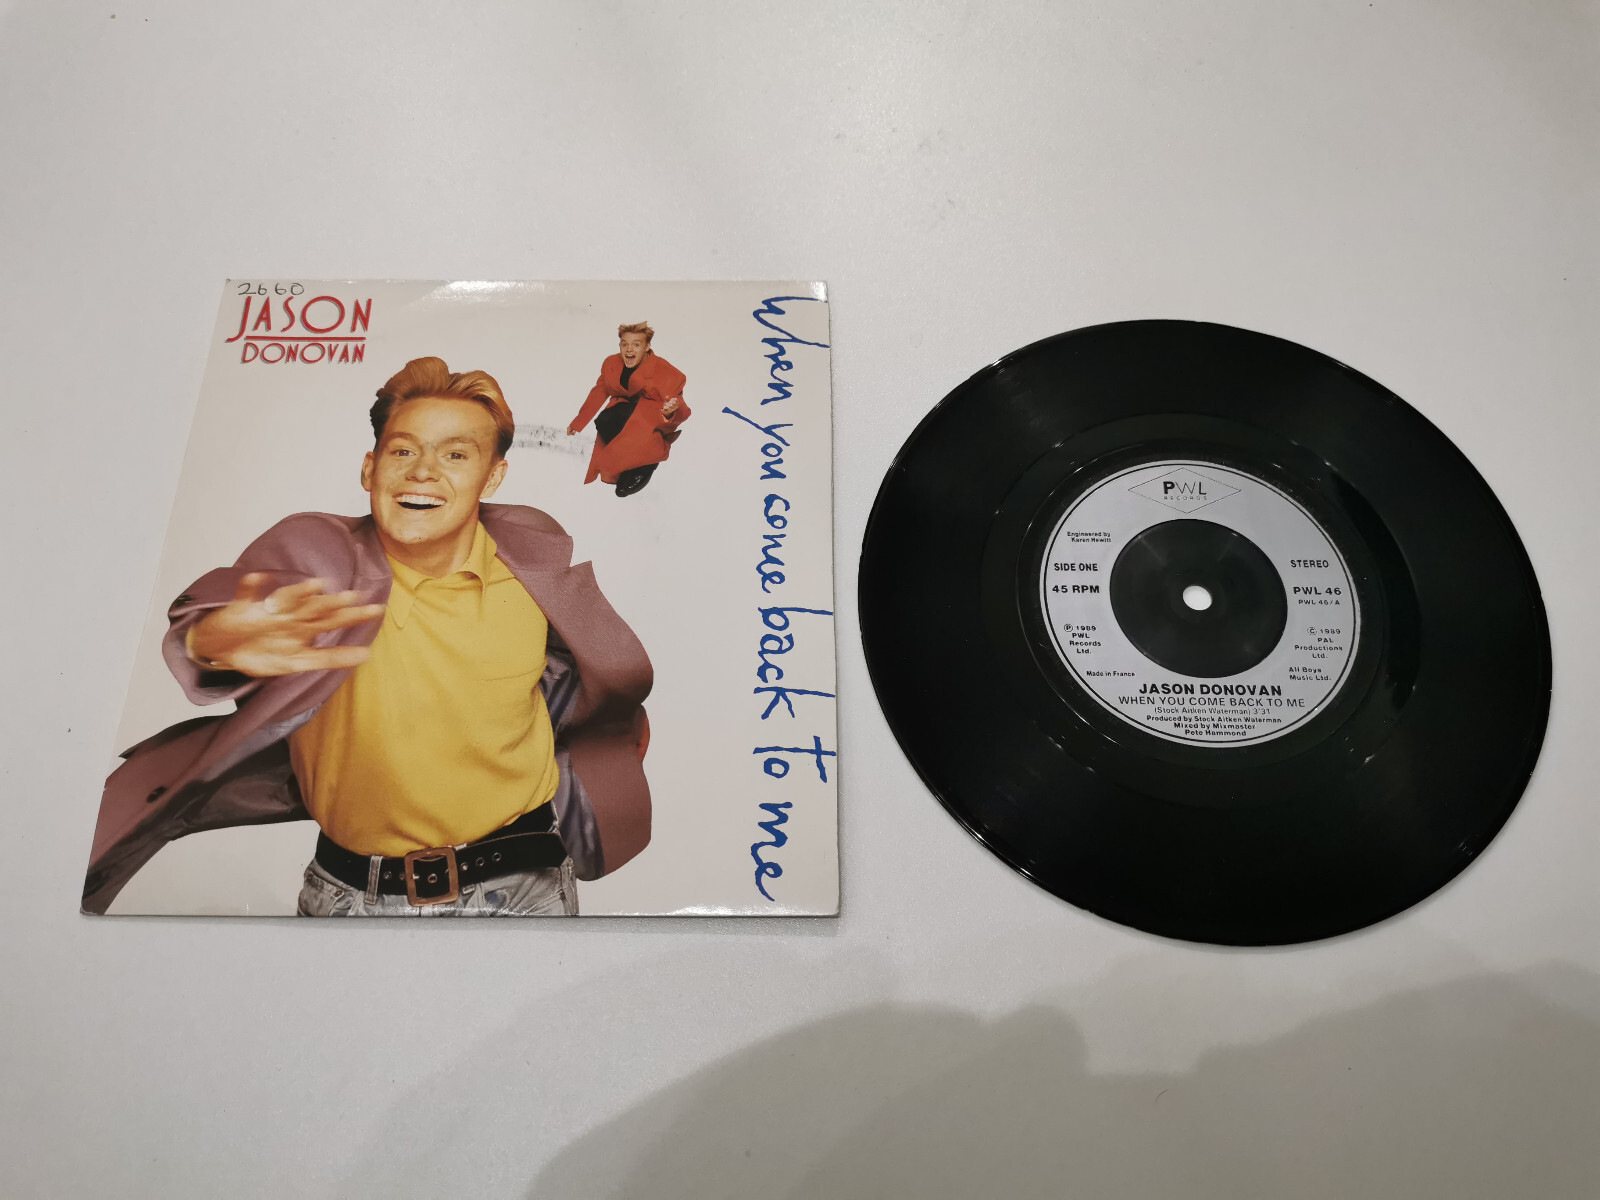 2660
JASON
DONOVAN
When you come back to me
PWL
RECORDS
Engineered by
Karen Hewitt
SIDE ONE
45 RPM
STEREO
PWL 46
PWL 46/A
℗ 1989
PWL
Records
Ltd.
© 1989
PAL
Productions
Ltd.
All Boys
Music Ltd.
Made in France
JASON DONOVAN
WHEN YOU COME BACK TO ME
(Stock Aitken Waterman) 3'31
Produced by Stock Aitken Waterman
Mixed by Mixmaster
Pete Hammond